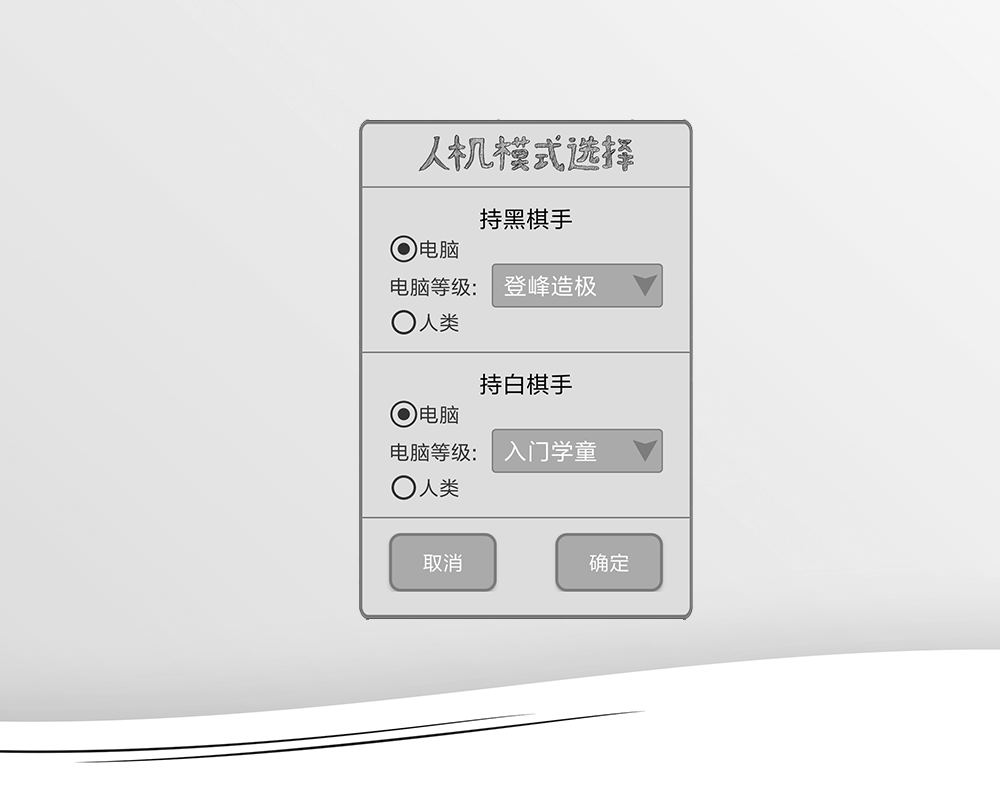 人机模式选择
持黑棋手
电脑
电脑等级: 登峰造极
人类
持白棋手
电脑
电脑等级: 入门学童
人类
取消 确定